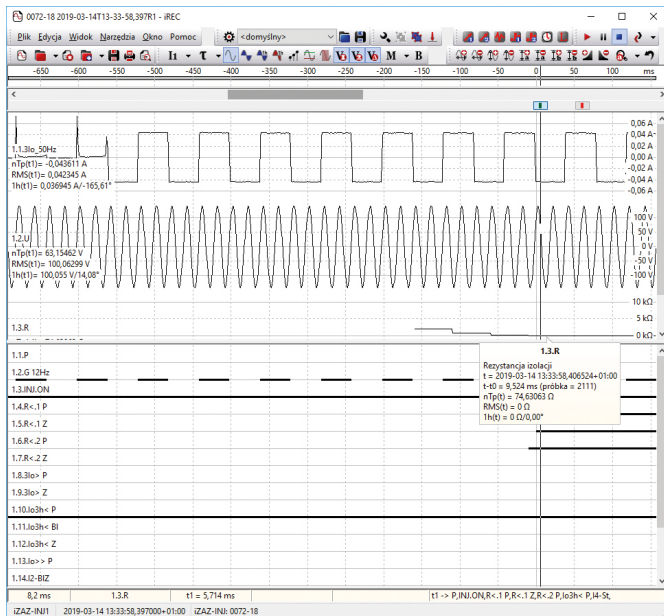 0072-18 2019-03-14T13-33-58,397R1 - iREC
Plik Edycja Widok Narzędzia Okno Pomoc
<domyślny>
I1 τ M B
-650 -600 -550 -500 -450 -400 -350 -300 -250 -200 -150 -100 -50 0 50 100 ms
0,06 A
0,04 A
0,02 A
0,00 A
-0,02 A
-0,04 A
-0,06 A
1.1.3Io_50Hz
nTp(t1)= -0,043611 A
RMS(t1)= 0,042345 A
1h(t1)= 0,036945 A/-165,61°
100 V
50 V
0 V
-50 V
-100 V
1.2.U
nTp(t1)= 63,15462 V
RMS(t1)= 100,06299 V
1h(t1)= 100,055 V/14,08°
10 kΩ
5 kΩ
0 kΩ
1.3.R
1.3.R
Rezystancja izolacji
t = 2019-03-14 13:33:58,406524+01:00
t-t0 = 9,524 ms (próbka = 2111)
nTp(t) = 74,63063 Ω
RMS(t) = 0 Ω
1h(t) = 0 Ω/0,00°
1.1.P
1.2.G 12Hz
1.3.INJ.ON
1.4.R<.1 P
1.5.R<.1 Z
1.6.R<.2 P
1.7.R<.2 Z
1.8.3Io> P
1.9.3Io> Z
1.10.Io3h< P
1.11.Io3h< Bl
1.12.Io3h< Z
1.13.Io>> P
1.14.I2-BIZ
8,2 ms 1.3.R t1 = 5,714 ms t1 -> P,INJ.ON,R<.1 P,R<.1 Z,R<.2 P,Io3h< P,I4-St,
iZAZ-INJ1 2019-03-14 13:33:58,397000+01:00 iZAZ-INJ: 0072-18